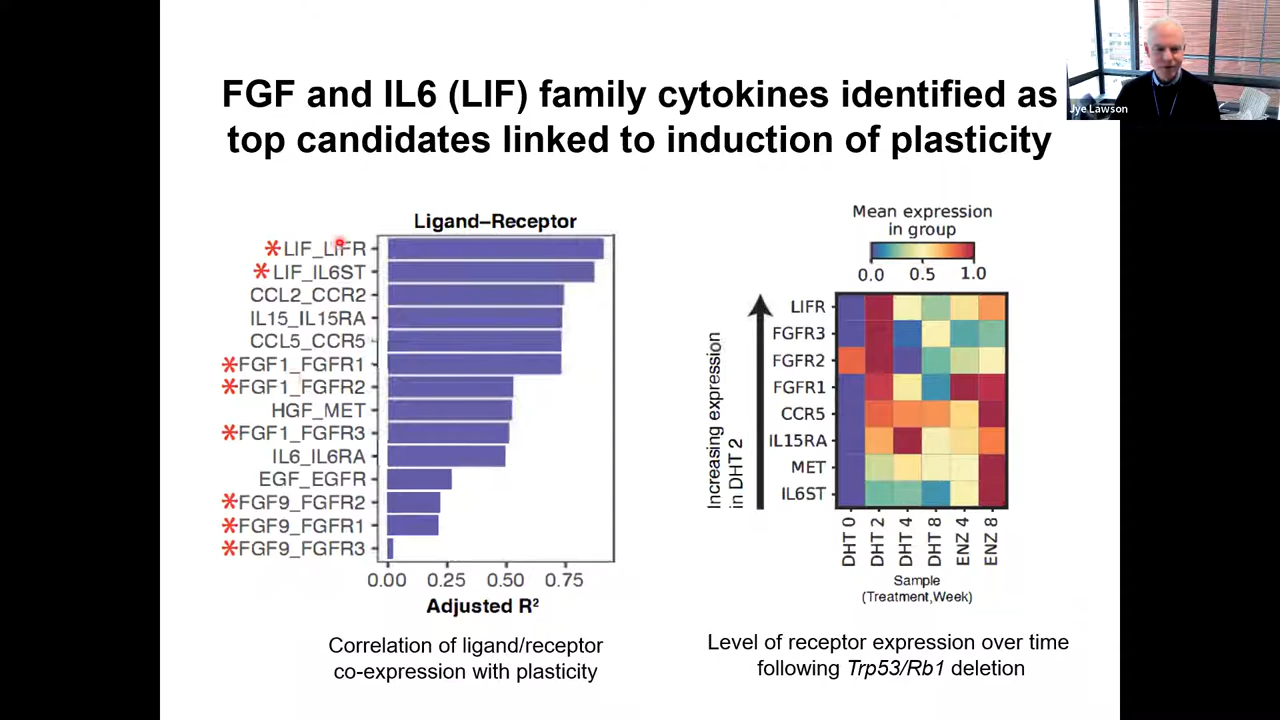 FGF and IL6 (LIF) family cytokines identified as
top candidates linked to induction of plasticity
Jye Lawson
Ligand–Receptor
*LIF_LIFR
*LIF_IL6ST
CCL2_CCR2
IL15_IL15RA
CCL5_CCR5
*FGF1_FGFR1
*FGF1_FGFR2
HGF_MET
*FGF1_FGFR3
IL6_IL6RA
EGF_EGFR
*FGF9_FGFR2
*FGF9_FGFR1
*FGF9_FGFR3
0.00 0.25 0.50 0.75
Adjusted R²
Correlation of ligand/receptor
co-expression with plasticity
Mean expression
in group
0.0 0.5 1.0
Increasing expression
in DHT 2
LIFR
FGFR3
FGFR2
FGFR1
CCR5
IL15RA
MET
IL6ST
DHT 0
DHT 2
DHT 4
DHT 8
ENZ 4
ENZ 8
Sample
(Treatment,Week)
Level of receptor expression over time
following Trp53/Rb1 deletion